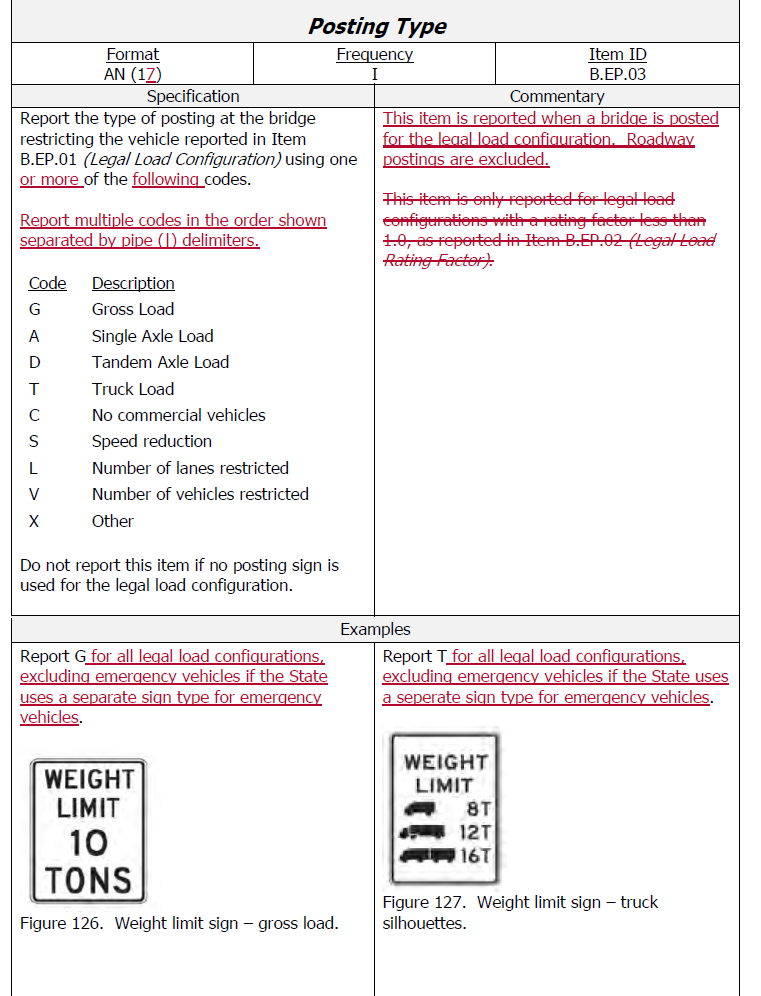 Posting Type
Format
AN (17)
Frequency
I
Item ID
B.EP.03
Specification
Commentary
Report the type of posting at the bridge
restricting the vehicle reported in Item
B.EP.01 (Legal Load Configuration) using one
or more of the following codes.
Report multiple codes in the order shown
separated by pipe (|) delimiters.
Code Description
G Gross Load
A Single Axle Load
D Tandem Axle Load
T Truck Load
C No commercial vehicles
S Speed reduction
L Number of lanes restricted
V Number of vehicles restricted
X Other
Do not report this item if no posting sign is
used for the legal load configuration.
This item is reported when a bridge is posted
for the legal load configuration. Roadway
postings are excluded.
This item is only reported for legal load
configurations with a rating factor less than
1.0, as reported in Item B.EP.02 (Legal Load
Rating Factor).
Examples
Report G for all legal load configurations,
excluding emergency vehicles if the State
uses a separate sign type for emergency
vehicles.
WEIGHT
LIMIT
10
TONS
Figure 126. Weight limit sign – gross load.
Report T for all legal load configurations,
excluding emergency vehicles if the State uses
a seperate sign type for emergency vehicles.
WEIGHT
LIMIT
8T
12T
16T
Figure 127. Weight limit sign – truck
silhouettes.